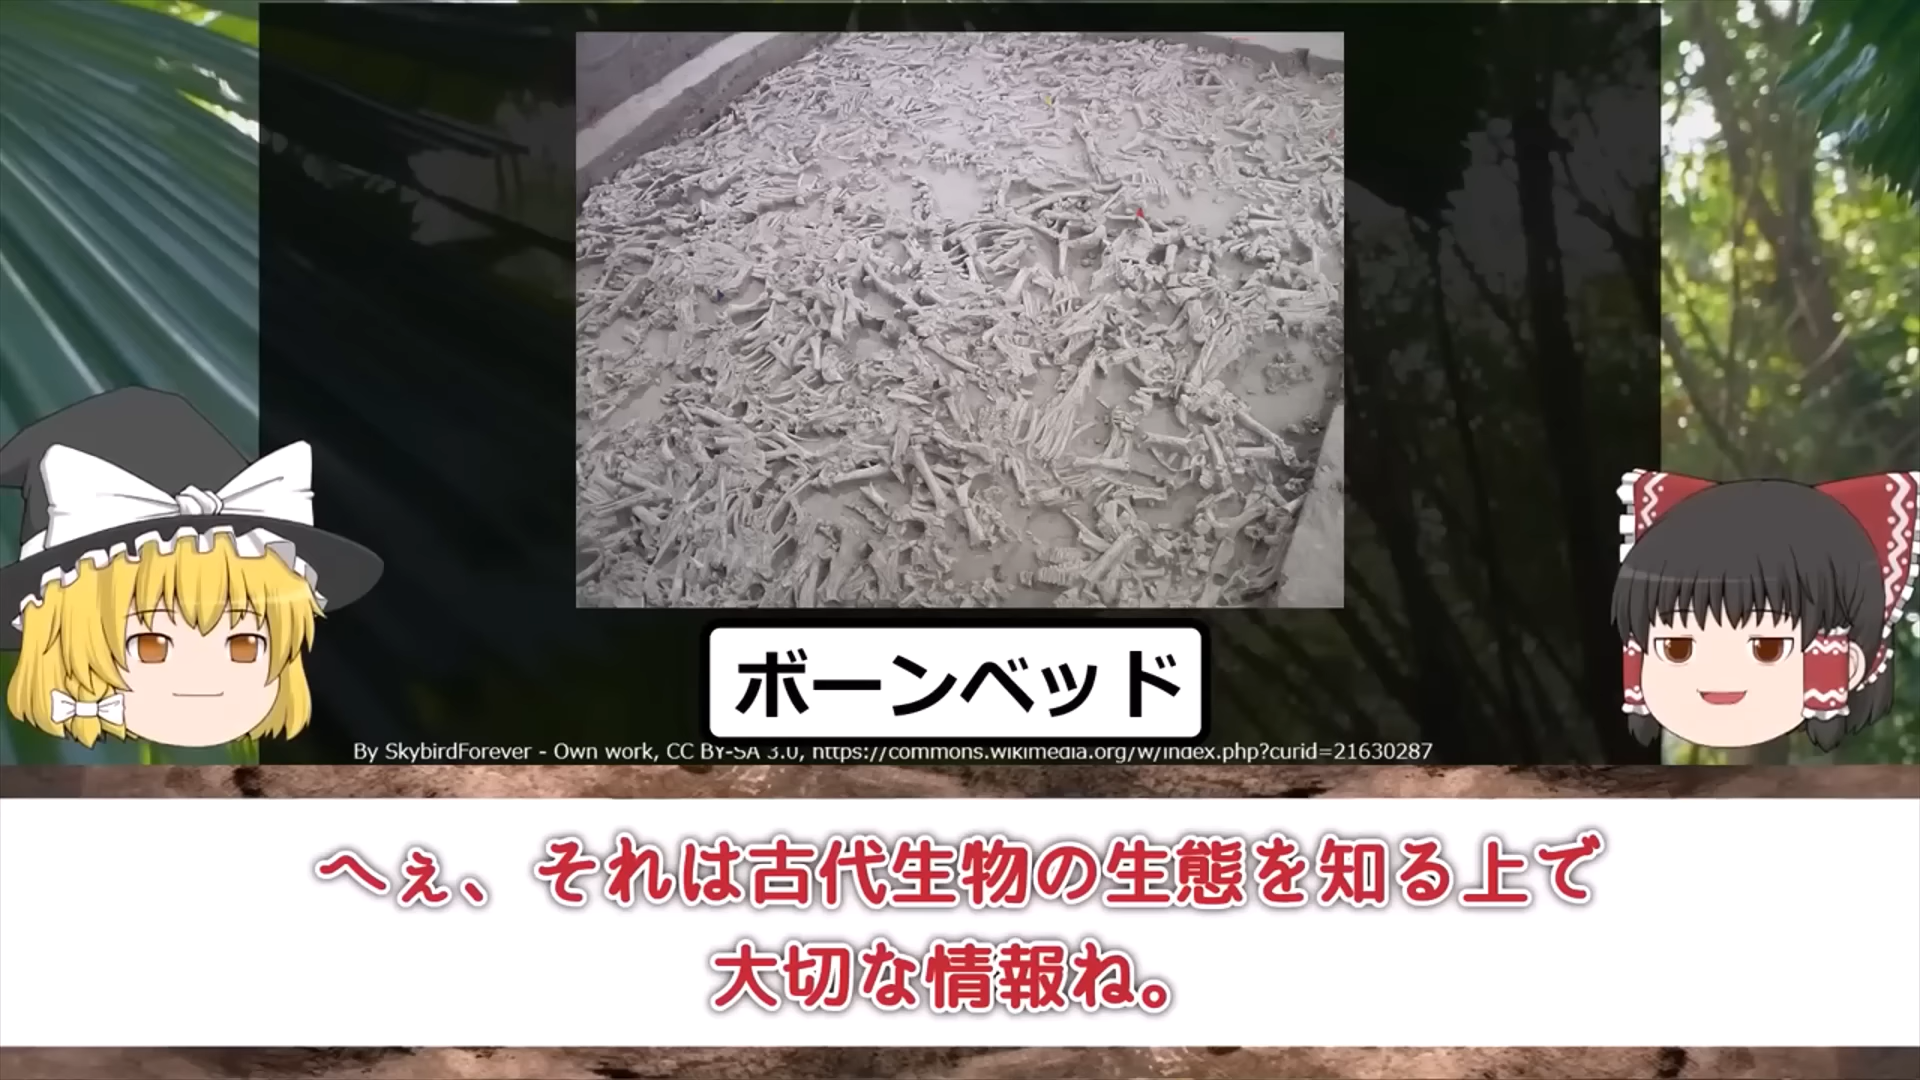 ボーンベッド
By SkybirdForever - Own work, CC BY-SA 3.0, https://commons.wikimedia.org/w/index.php?curid=21630287
へぇ、それは古代生物の生態を知る上で
大切な情報ね。